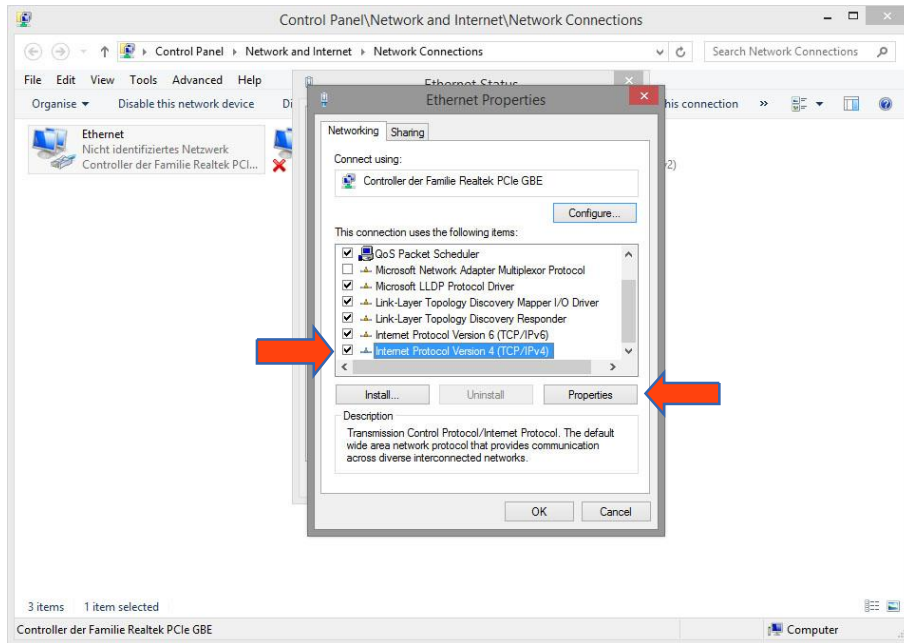 Control Panel\Network and Internet\Network Connections
Control Panel Network and Internet Network Connections
Search Network Connections
File Edit View Tools Advanced Help
Organise Disable this network device
his connection »
Ethernet
Nicht identifiziertes Netzwerk
Controller der Familie Realtek PCI...
Ethernet Status
Ethernet Properties
Networking Sharing
Connect using:
Controller der Familie Realtek PCIe GBE
Configure...
This connection uses the following items:
QoS Packet Scheduler
Microsoft Network Adapter Multiplexor Protocol
Microsoft LLDP Protocol Driver
Link-Layer Topology Discovery Mapper I/O Driver
Link-Layer Topology Discovery Responder
Internet Protocol Version 6 (TCP/IPv6)
Internet Protocol Version 4 (TCP/IPv4)
Install... Uninstall Properties
Description
Transmission Control Protocol/Internet Protocol. The default
wide area network protocol that provides communication
across diverse interconnected networks.
OK Cancel
3 items 1 item selected
Controller der Familie Realtek PCIe GBE
Computer